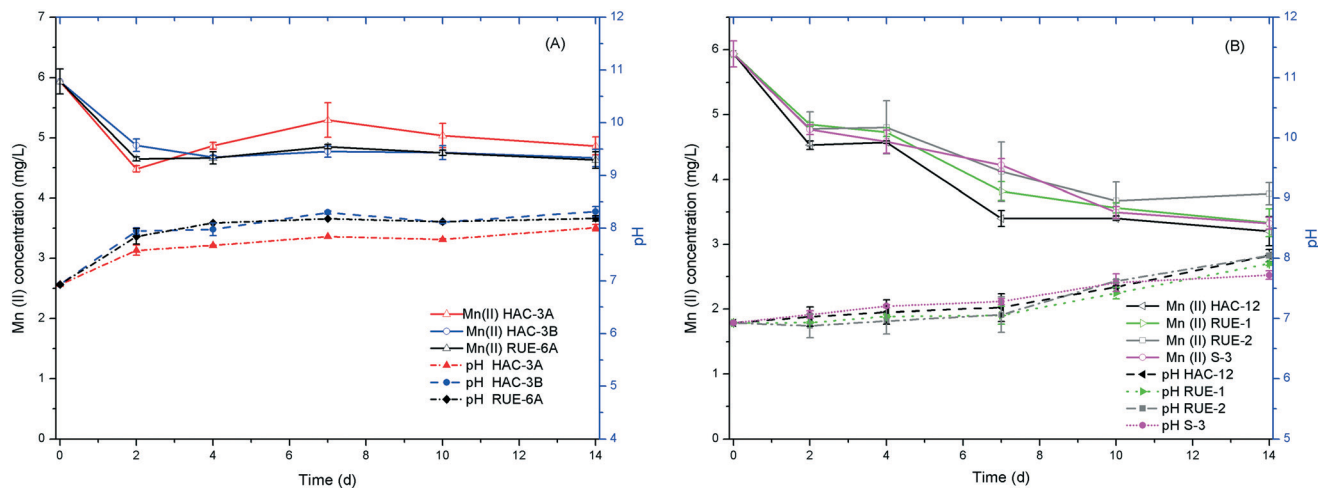 (A)
12
11
10
9
8
7
6
5
4
pH
7
6
5
4
3
2
1
0
Mn (II) concentration (mg/L)
Mn(II) HAC-3A
Mn(II) HAC-3B
Mn(II) RUE-6A
pH HAC-3A
pH HAC-3B
pH RUE-6A
0 2 4 6 8 10 12 14
Time (d)
(B)
12
11
10
9
8
7
6
5
pH
6
5
4
3
2
1
0
Mn (II) concentration (mg/L)
Mn (II) HAC-12
Mn (II) RUE-1
Mn (II) RUE-2
Mn (II) S-3
pH HAC-12
pH RUE-1
pH RUE-2
pH S-3
0 2 4 6 8 10 12 14
Time (d)